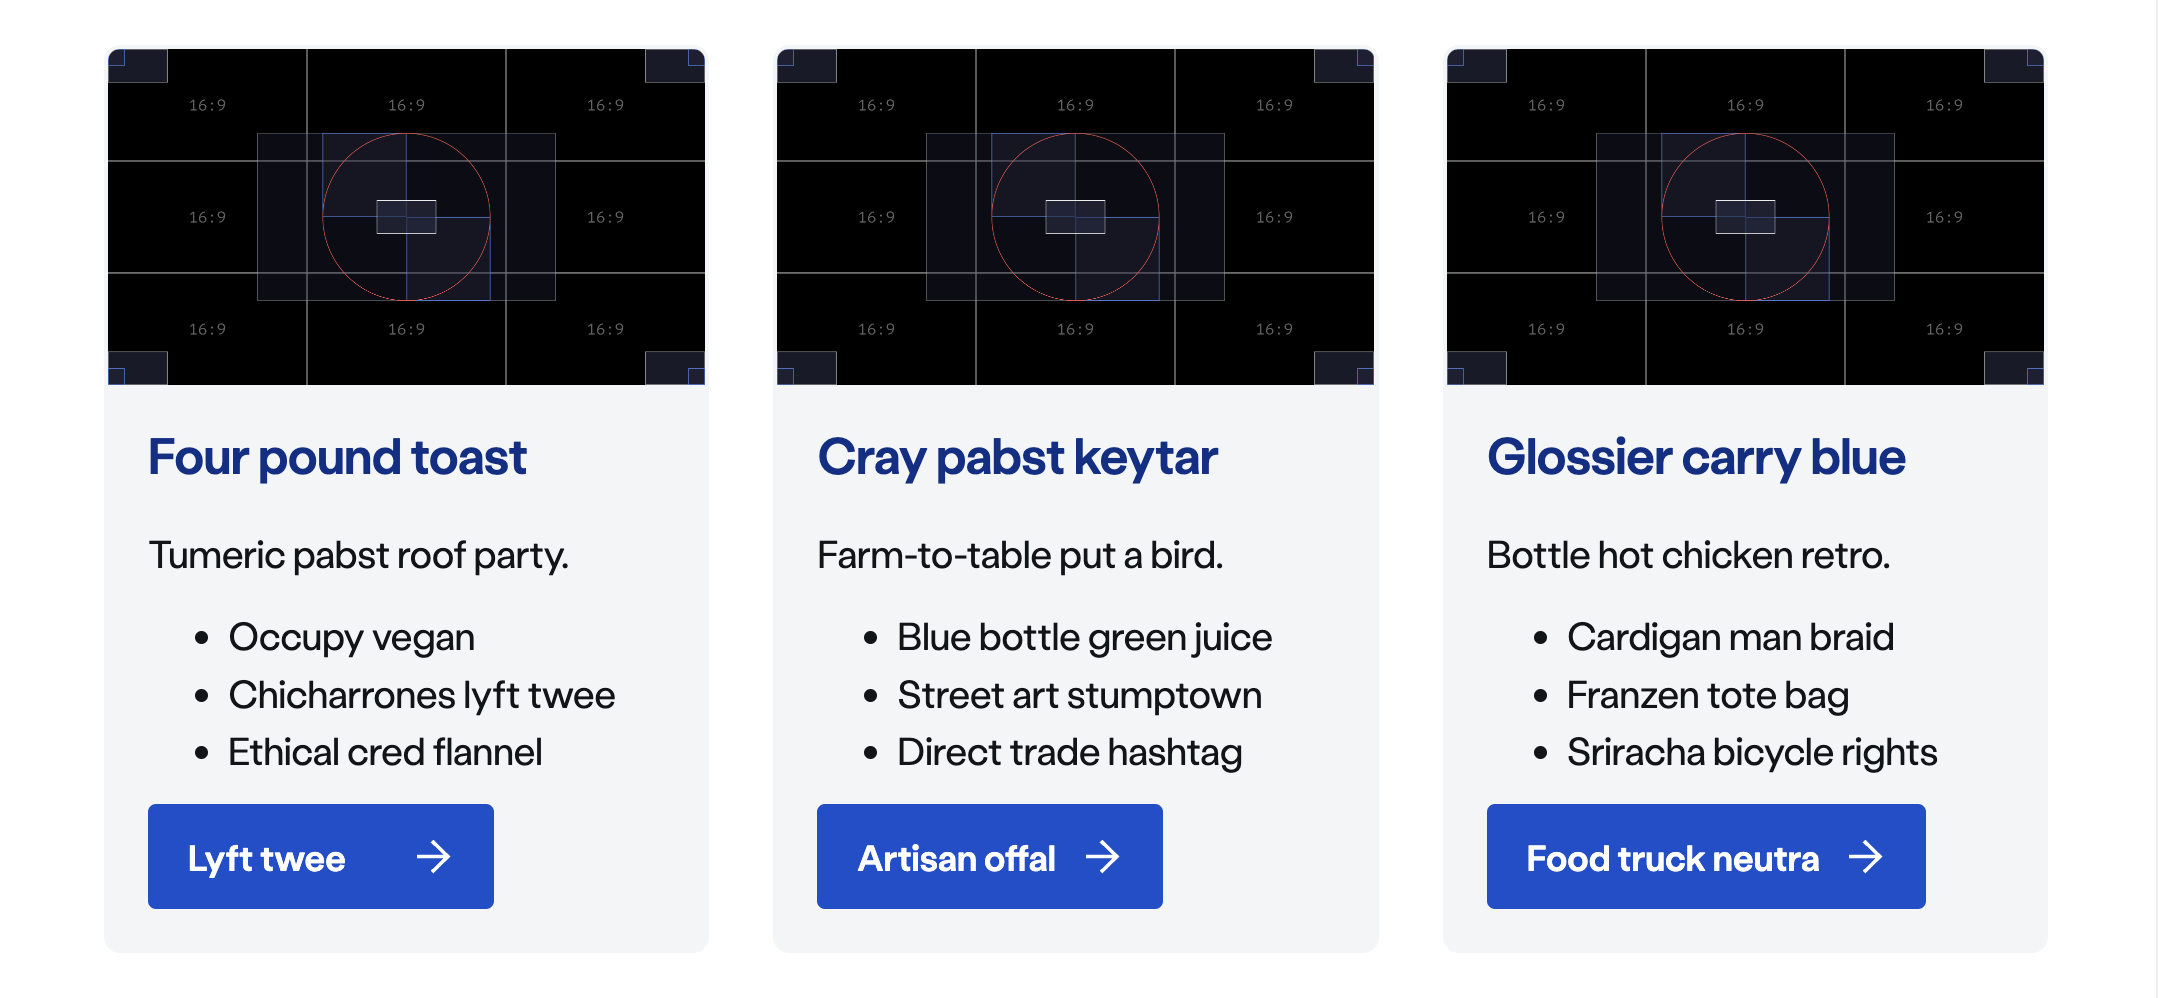 16:9 16:9 16:9
16:9 16:9
16:9 16:9 16:9
Four pound toast
Tumeric pabst roof party.
• Occupy vegan
• Chicharrones lyft twee
• Ethical cred flannel
Lyft twee →
16:9 16:9 16:9
16:9 16:9
16:9 16:9 16:9
Cray pabst keytar
Farm-to-table put a bird.
• Blue bottle green juice
• Street art stumptown
• Direct trade hashtag
Artisan offal →
16:9 16:9 16:9
16:9 16:9
16:9 16:9 16:9
Glossier carry blue
Bottle hot chicken retro.
• Cardigan man braid
• Franzen tote bag
• Sriracha bicycle rights
Food truck neutra →